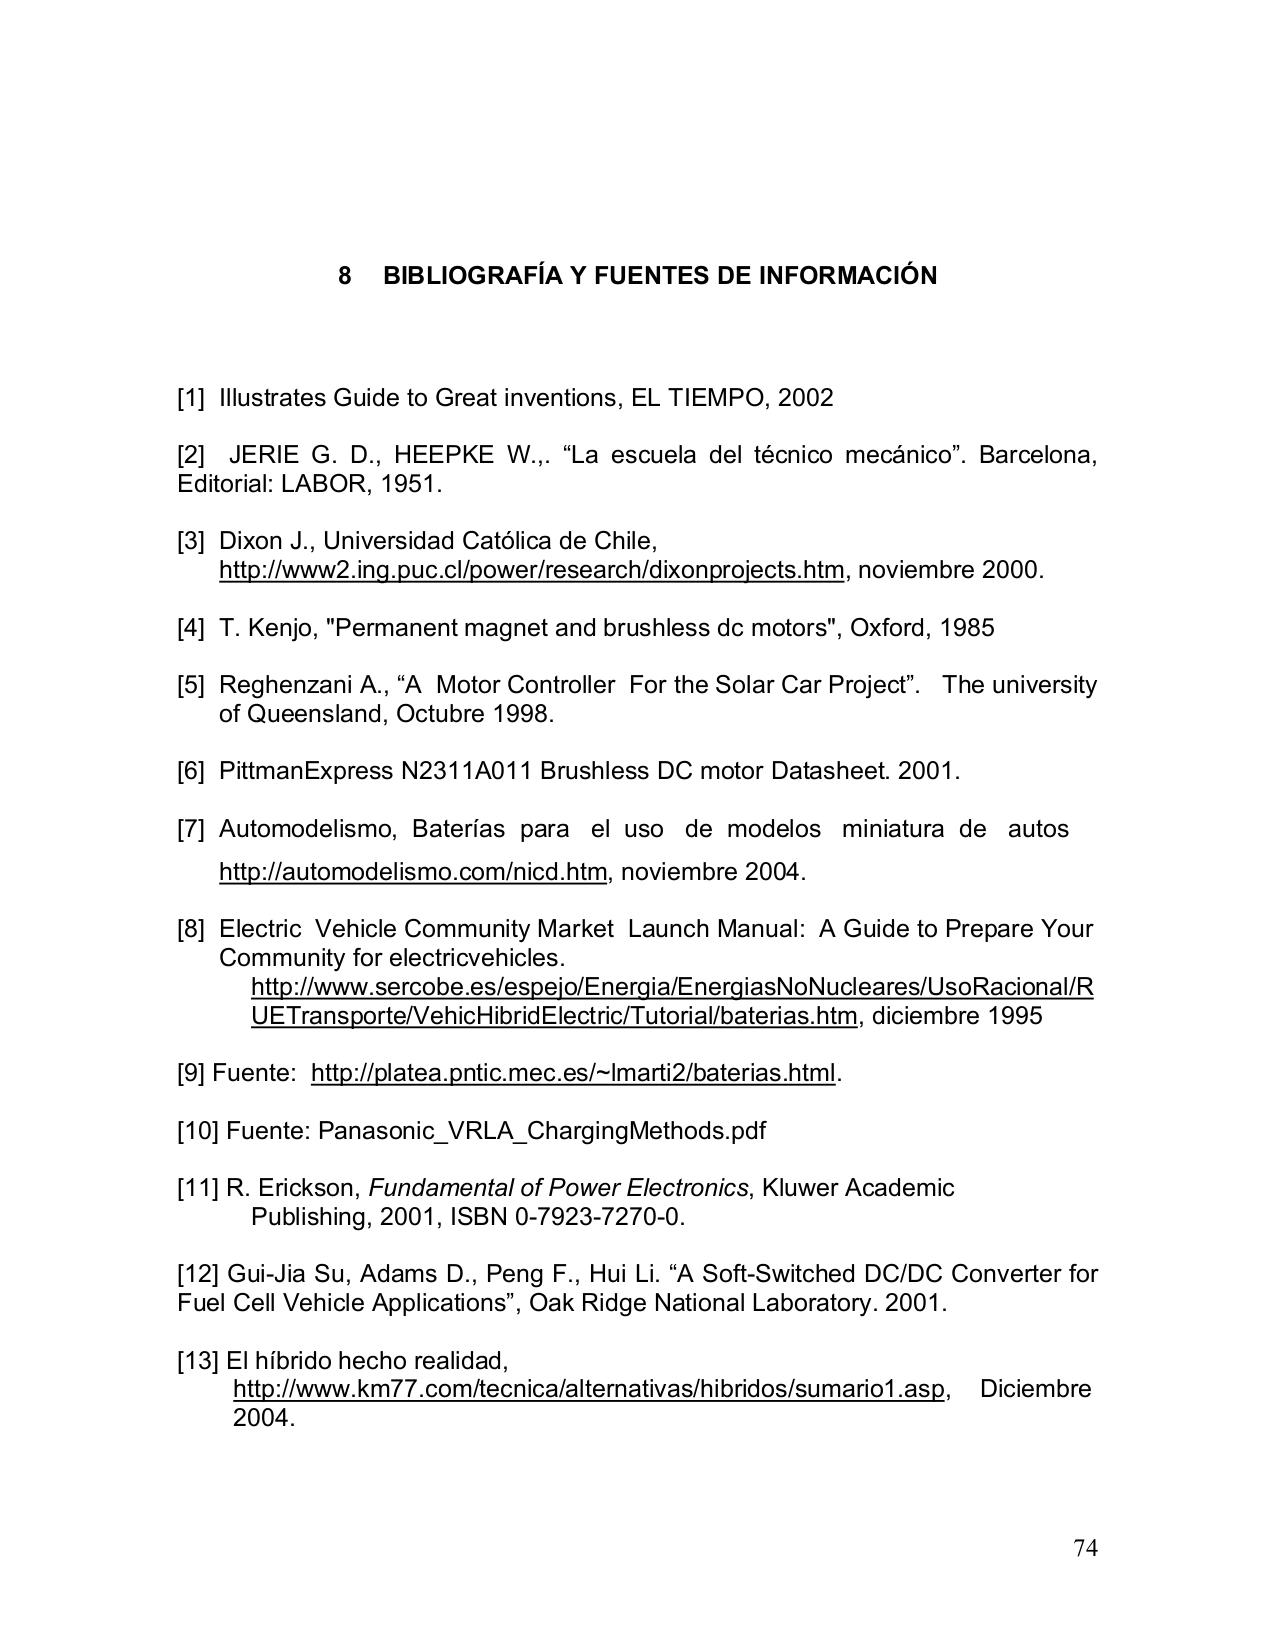 8 BIBLIOGRAFÍA Y FUENTES DE INFORMACIÓN
[1] Illustrates Guide to Great inventions, EL TIEMPO, 2002
[2] JERIE G. D., HEEPKE W.,. “La escuela del técnico mecánico”. Barcelona,
Editorial: LABOR, 1951.
[3] Dixon J., Universidad Católica de Chile,
http://www2.ing.puc.cl/power/research/dixonprojects.htm, noviembre 2000.
[4] T. Kenjo, "Permanent magnet and brushless dc motors", Oxford, 1985
[5] Reghenzani A., “A Motor Controller For the Solar Car Project”. The university
of Queensland, Octubre 1998.
[6] PittmanExpress N2311A011 Brushless DC motor Datasheet. 2001.
[7] Automodelismo, Baterías para el uso de modelos miniatura de autos
http://automodelismo.com/nicd.htm, noviembre 2004.
[8] Electric Vehicle Community Market Launch Manual: A Guide to Prepare Your
Community for electricvehicles.
http://www.sercobe.es/espejo/Energia/EnergiasNoNucleares/UsoRacional/R
UETransporte/VehicHibridElectric/Tutorial/baterias.htm, diciembre 1995
[9] Fuente: http://platea.pntic.mec.es/~lmarti2/baterias.html.
[10] Fuente: Panasonic_VRLA_ChargingMethods.pdf
[11] R. Erickson, Fundamental of Power Electronics, Kluwer Academic
Publishing, 2001, ISBN 0-7923-7270-0.
[12] Gui-Jia Su, Adams D., Peng F., Hui Li. “A Soft-Switched DC/DC Converter for
Fuel Cell Vehicle Applications”, Oak Ridge National Laboratory. 2001.
[13] El híbrido hecho realidad,
http://www.km77.com/tecnica/alternativas/hibridos/sumario1.asp, Diciembre
2004.
74